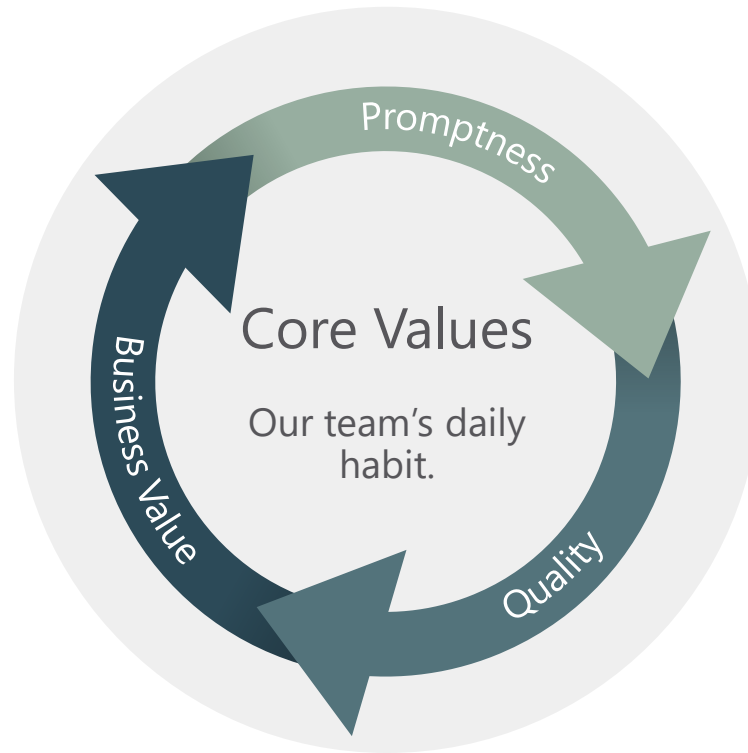 Promptness
Core Values
Our team’s daily
habit.
Business Value
Quality